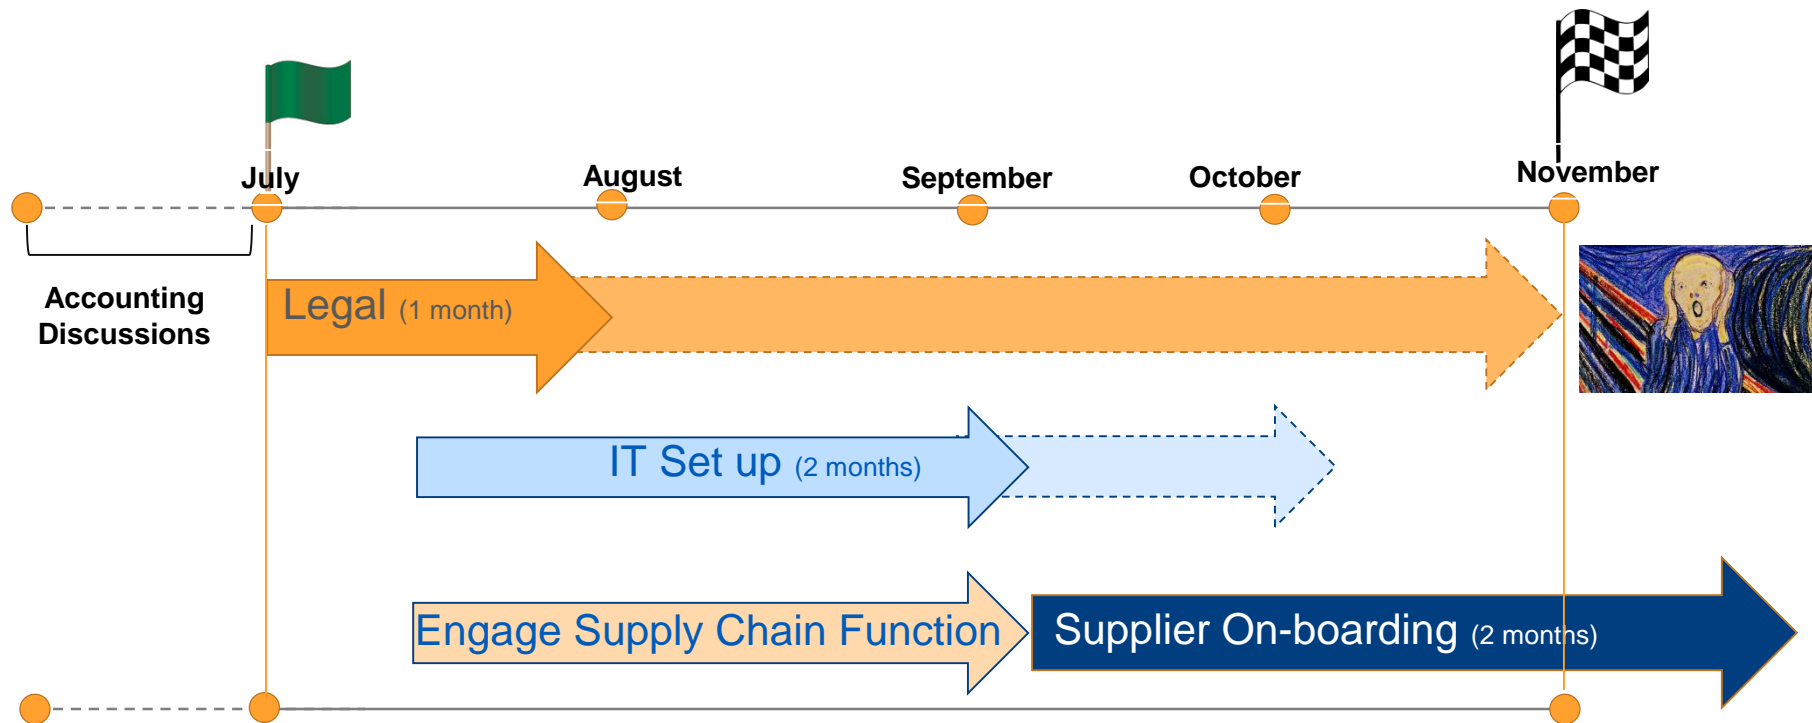 July
August
September
October
November
Accounting
Discussions
Legal (1 month)
IT Set up (2 months)
Engage Supply Chain Function
Supplier On-boarding (2 months)